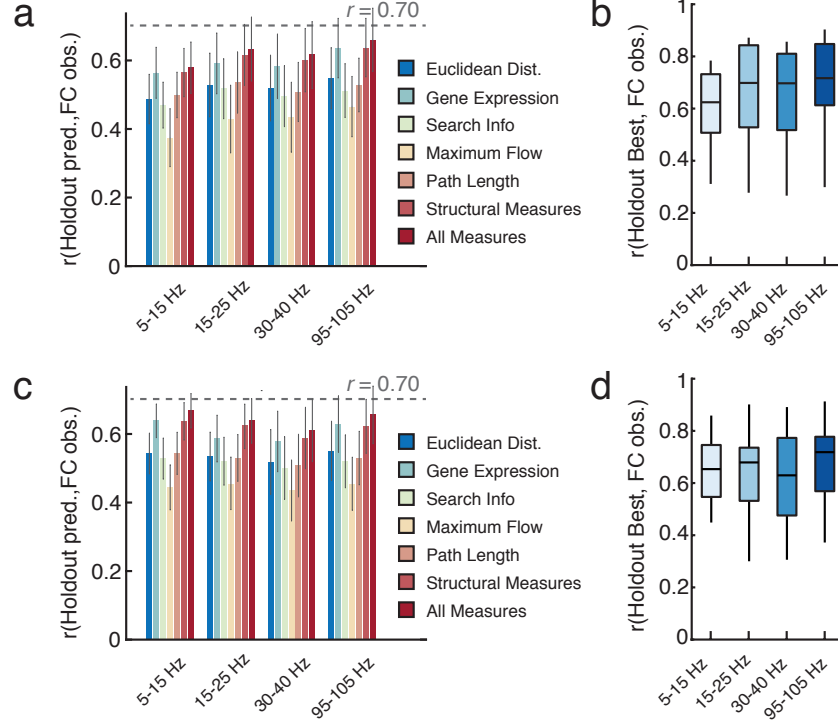 a
r = 0.70
r(Holdout pred.,FC obs.)
0.6
0.4
0.2
0
5-15 Hz
15-25 Hz
30-40 Hz
95-105 Hz
Euclidean Dist.
Gene Expression
Search Info
Maximum Flow
Path Length
Structural Measures
All Measures
b
r(Holdout Best, FC obs.)
1
0.8
0.6
0.4
0.2
0
5-15 Hz
15-25 Hz
30-40 Hz
95-105 Hz
c
r = 0.70
r(Holdout pred.,FC obs.)
0.6
0.4
0.2
0
5-15 Hz
15-25 Hz
30-40 Hz
95-105 Hz
Euclidean Dist.
Gene Expression
Search Info
Maximum Flow
Path Length
Structural Measures
All Measures
d
r(Holdout Best, FC obs.)
1
0.8
0.6
0.4
0.2
0
5-15 Hz
15-25 Hz
30-40 Hz
95-105 Hz